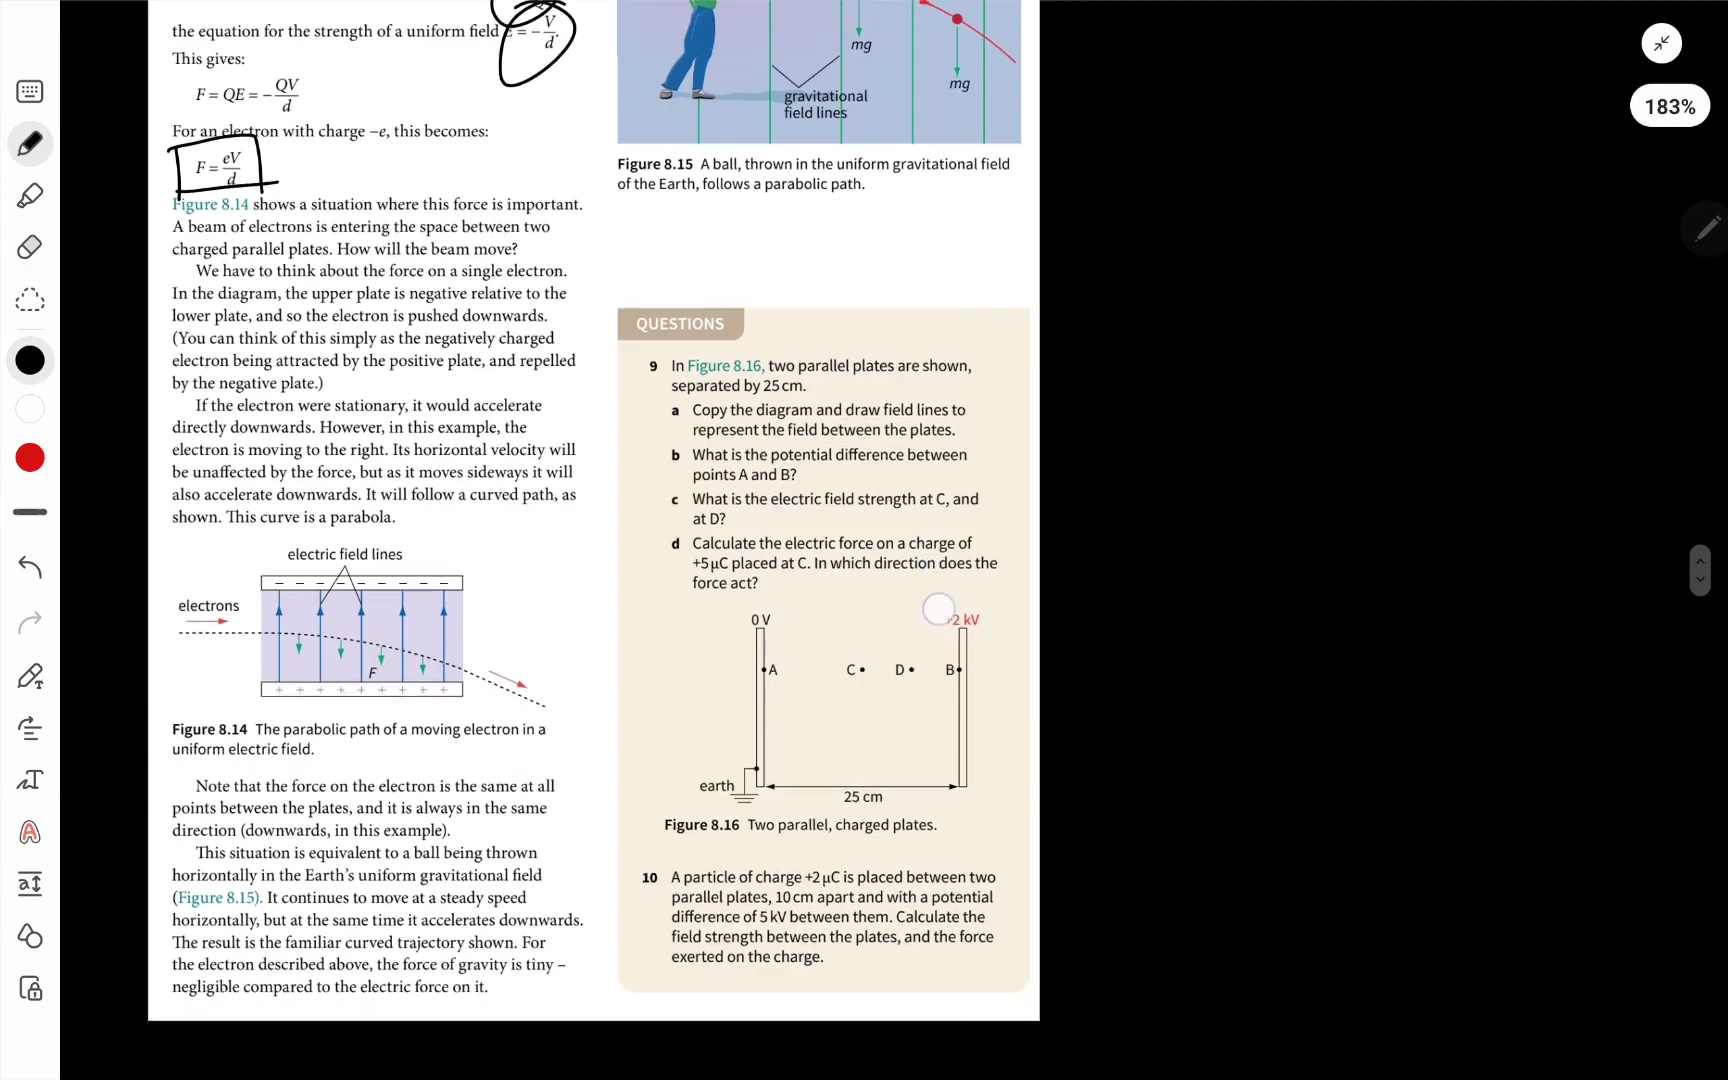 the equation for the strength of a uniform field E = −V/d.
This gives:
F = QE = −QV/d
For an electron with charge −e, this becomes:
F = eV/d
Figure 8.14 shows a situation where this force is important.
A beam of electrons is entering the space between two
charged parallel plates. How will the beam move?
We have to think about the force on a single electron.
In the diagram, the upper plate is negative relative to the
lower plate, and so the electron is pushed downwards.
(You can think of this simply as the negatively charged
electron being attracted by the positive plate, and repelled
by the negative plate.)
If the electron were stationary, it would accelerate
directly downwards. However, in this example, the
electron is moving to the right. Its horizontal velocity will
be unaffected by the force, but as it moves sideways it will
also accelerate downwards. It will follow a curved path, as
shown. This curve is a parabola.
electric field lines
− − − − − − − −
electrons
F
+ + + + + + + +
Figure 8.14 The parabolic path of a moving electron in a
uniform electric field.
Note that the force on the electron is the same at all
points between the plates, and it is always in the same
direction (downwards, in this example).
This situation is equivalent to a ball being thrown
horizontally in the Earth's uniform gravitational field
(Figure 8.15). It continues to move at a steady speed
horizontally, but at the same time it accelerates downwards.
The result is the familiar curved trajectory shown. For
the electron described above, the force of gravity is tiny –
negligible compared to the electric force on it.
mg
mg
gravitational
field lines
Figure 8.15 A ball, thrown in the uniform gravitational field
of the Earth, follows a parabolic path.
QUESTIONS
9 In Figure 8.16, two parallel plates are shown,
separated by 25 cm.
a Copy the diagram and draw field lines to
represent the field between the plates.
b What is the potential difference between
points A and B?
c What is the electric field strength at C, and
at D?
d Calculate the electric force on a charge of
+5 µC placed at C. In which direction does the
force act?
0 V +2 kV
A C D B
earth
25 cm
Figure 8.16 Two parallel, charged plates.
10 A particle of charge +2 µC is placed between two
parallel plates, 10 cm apart and with a potential
difference of 5 kV between them. Calculate the
field strength between the plates, and the force
exerted on the charge.
183%